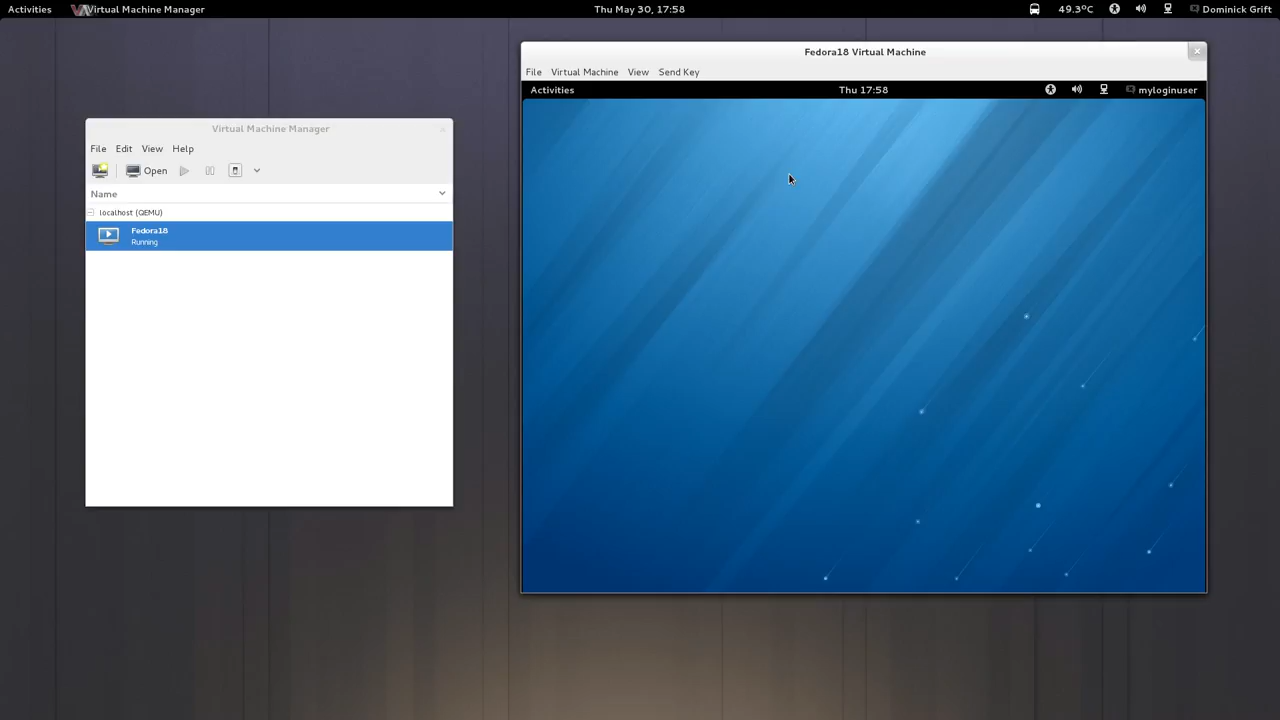 Activities Virtual Machine Manager Thu May 30, 17:58 49.3ºC Dominick Grift
Fedora18 Virtual Machine
File Virtual Machine View Send Key
Activities Thu 17:58 myloginuser
Virtual Machine Manager
File Edit View Help
Open
Name
localhost (QEMU)
Fedora18
Running